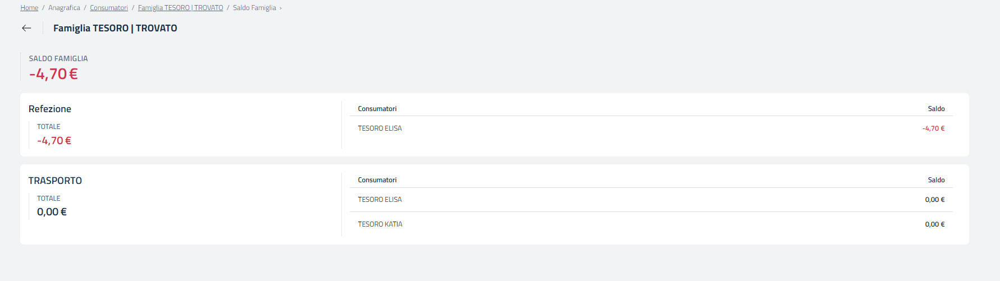 Home / Anagrafica / Consumatori / Famiglia TESORO | TROVATO / Saldo Famiglia ›
Famiglia TESORO | TROVATO
SALDO FAMIGLIA
-4,70 €
Refezione
TOTALE
-4,70 €
Consumatori Saldo
TESORO ELISA -4,70 €
TRASPORTO
TOTALE
0,00 €
Consumatori Saldo
TESORO ELISA 0,00 €
TESORO KATIA 0,00 €